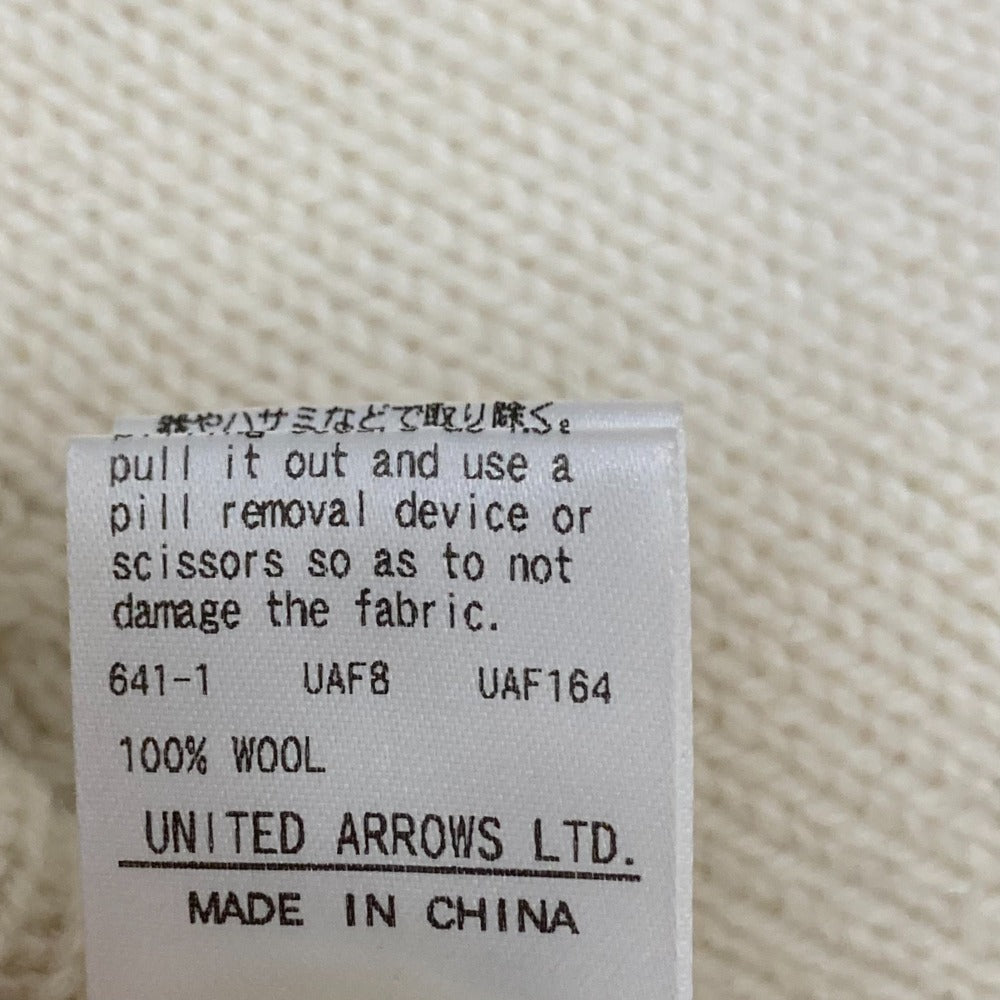 やハサミなどで取り除く。
pull it out and use a
pill removal device or
scissors so as to not
damage the fabric.
641-1 UAF8 UAF164
100% WOOL
UNITED ARROWS LTD.
MADE IN CHINA